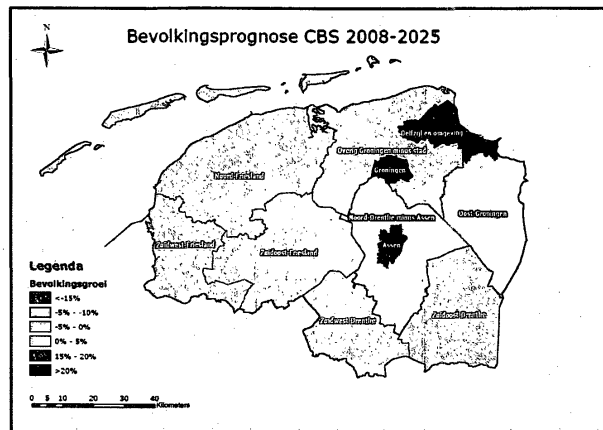 N
Bevolkingsprognose CBS 2008-2025
Delfzijl en omgeving
Overig Groningen minus stad
Groningen
Noord-Friesland
Oost-Groningen
Noord-Drenthe minus Assen
Zuidwest-Friesland
Zuidoost-Friesland
Assen
Zuidwest-Drenthe
Zuidoost-Drenthe
Legenda
Bevolkingsgroei
<-15%
-5% - -10%
-5% - 0%
0% - 5%
15% - 20%
>20%
0 5 10 20 30 40
Kilometers